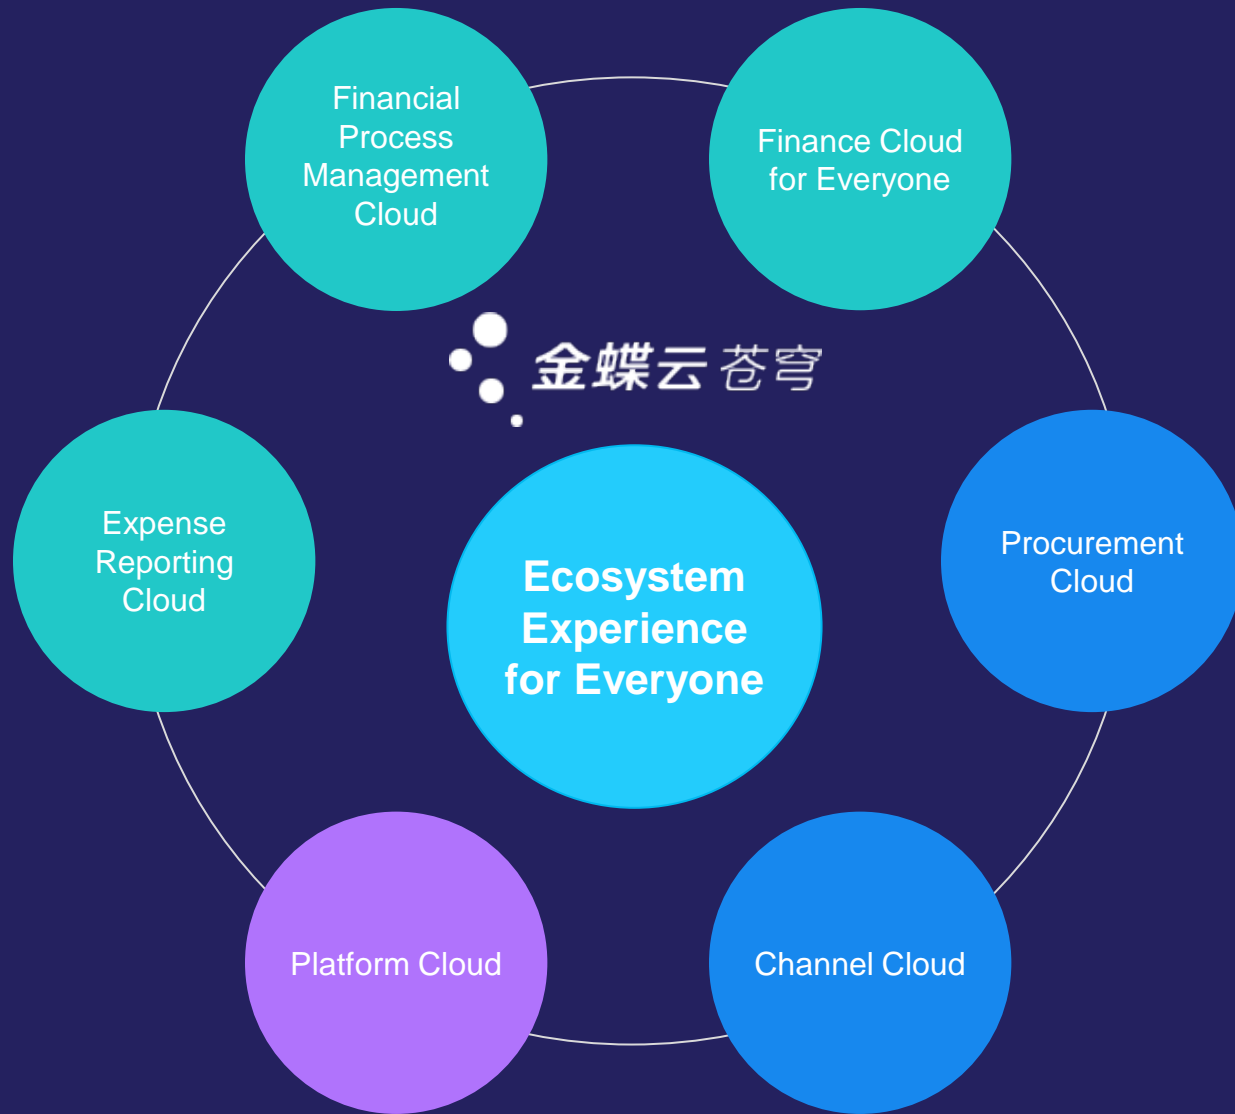 Financial
Process
Management
Cloud
Finance Cloud
for Everyone
金蝶云苍穹
Expense
Reporting
Cloud
Ecosystem
Experience
for Everyone
Procurement
Cloud
Platform Cloud
Channel Cloud